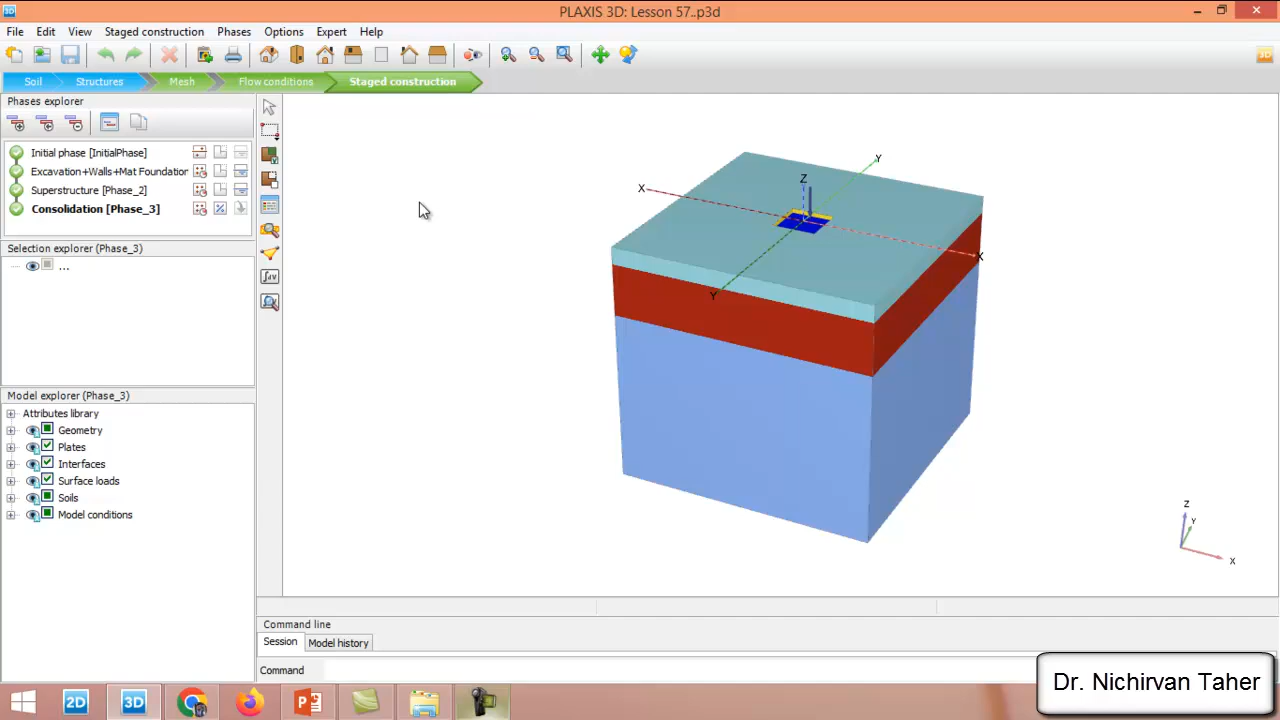 PLAXIS 3D: Lesson 57..p3d
File Edit View Staged construction Phases Options Expert Help
Soil Structures Mesh Flow conditions Staged construction
Phases explorer
Initial phase [InitialPhase]
Excavation+Walls+Mat Foundation
Superstructure [Phase_2]
Consolidation [Phase_3]
Selection explorer (Phase_3)
...
Model explorer (Phase_3)
Attributes library
Geometry
Plates
Interfaces
Surface loads
Soils
Model conditions
Y
Z
X
X
Y
Z
Y
X
Command line
Session Model history
Command
2D 3D
Dr. Nichirvan Taher